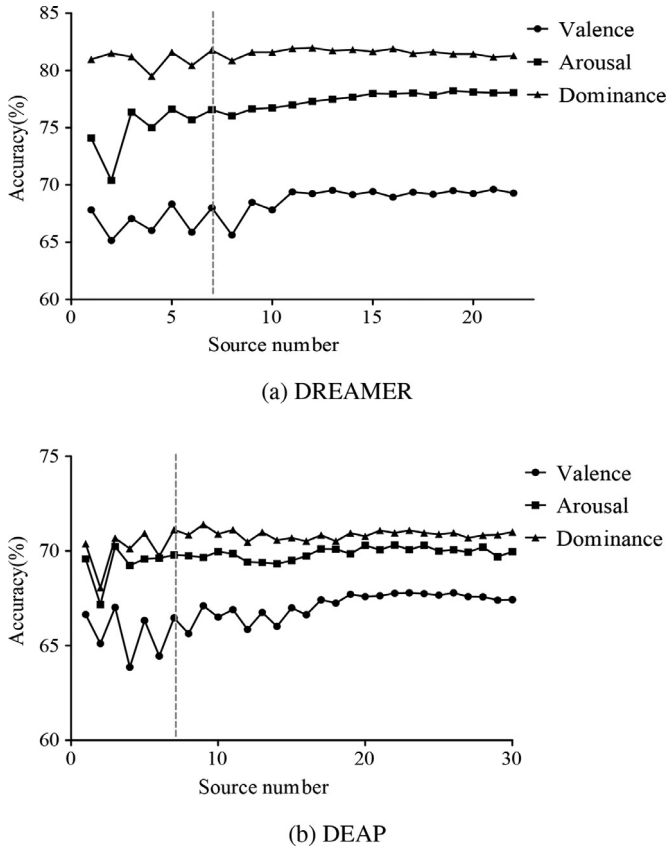 85
80
75
70
65
60
Accuracy(%)
0 5 10 15 20
Source number
Valence
Arousal
Dominance
(a) DREAMER
75
70
65
60
Accuracy(%)
0 10 20 30
Source number
Valence
Arousal
Dominance
(b) DEAP